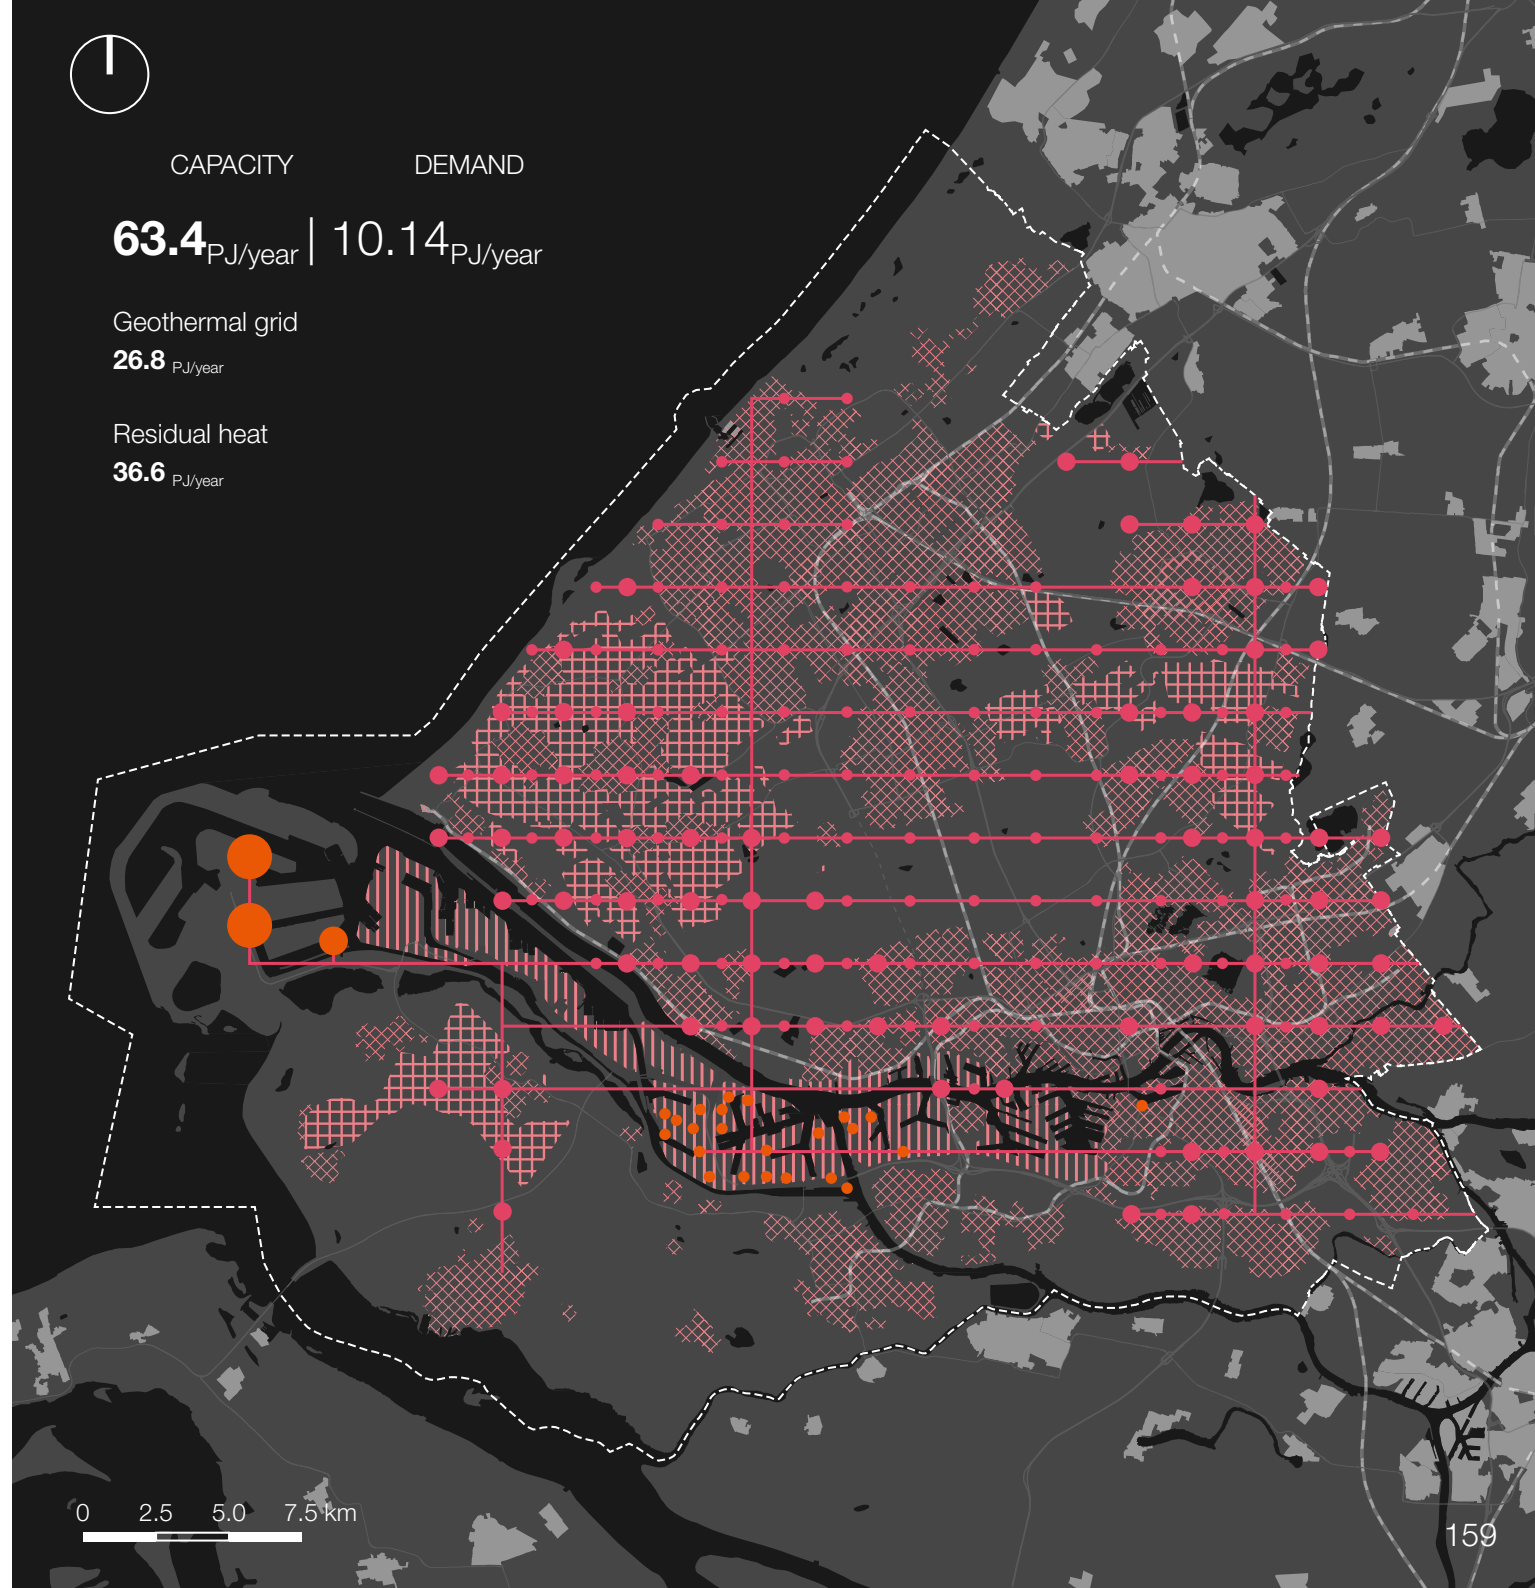 CAPACITY DEMAND
63.4PJ/year | 10.14PJ/year
Geothermal grid
26.8 PJ/year
Residual heat
36.6 PJ/year
0 2.5 5.0 7.5 km
159